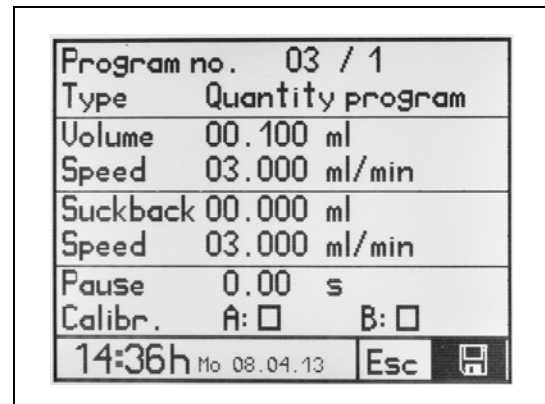 Program no. 03 / 1
Type Quantity program
Volume 00.100 ml
Speed 03.000 ml/min
Suckback 00.000 ml
Speed 03.000 ml/min
Pause 0.00 s
Calibr. A: B:
14:36h Mo 08.04.13 Esc